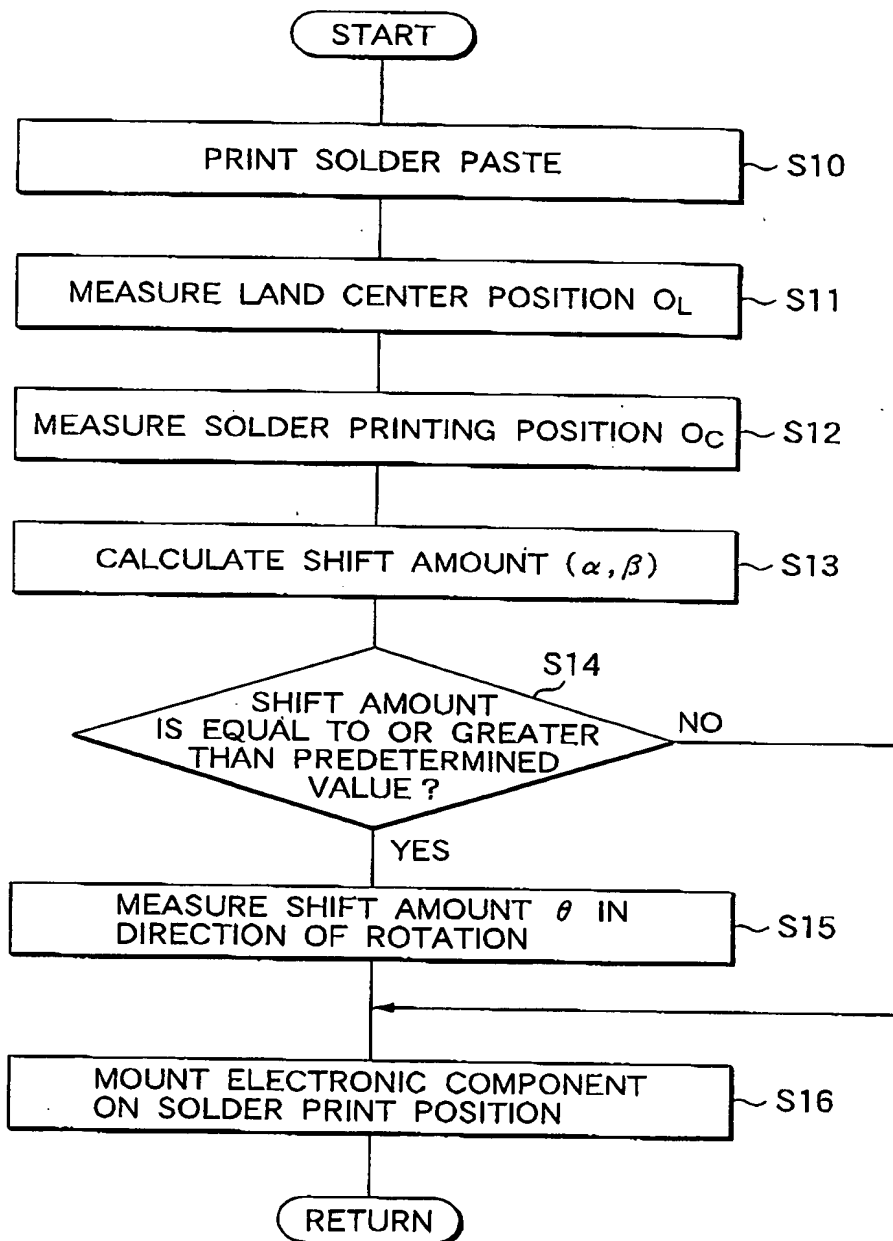 START
PRINT SOLDER PASTE
S10
MEASURE LAND CENTER POSITION OL
S11
MEASURE SOLDER PRINTING POSITION OC
S12
CALCULATE SHIFT AMOUNT (α,β)
S13
S14
SHIFT AMOUNT
IS EQUAL TO OR GREATER
THAN PREDETERMINED
VALUE?
NO
YES
MEASURE SHIFT AMOUNT θ IN
DIRECTION OF ROTATION
S15
MOUNT ELECTRONIC COMPONENT
ON SOLDER PRINT POSITION
S16
RETURN